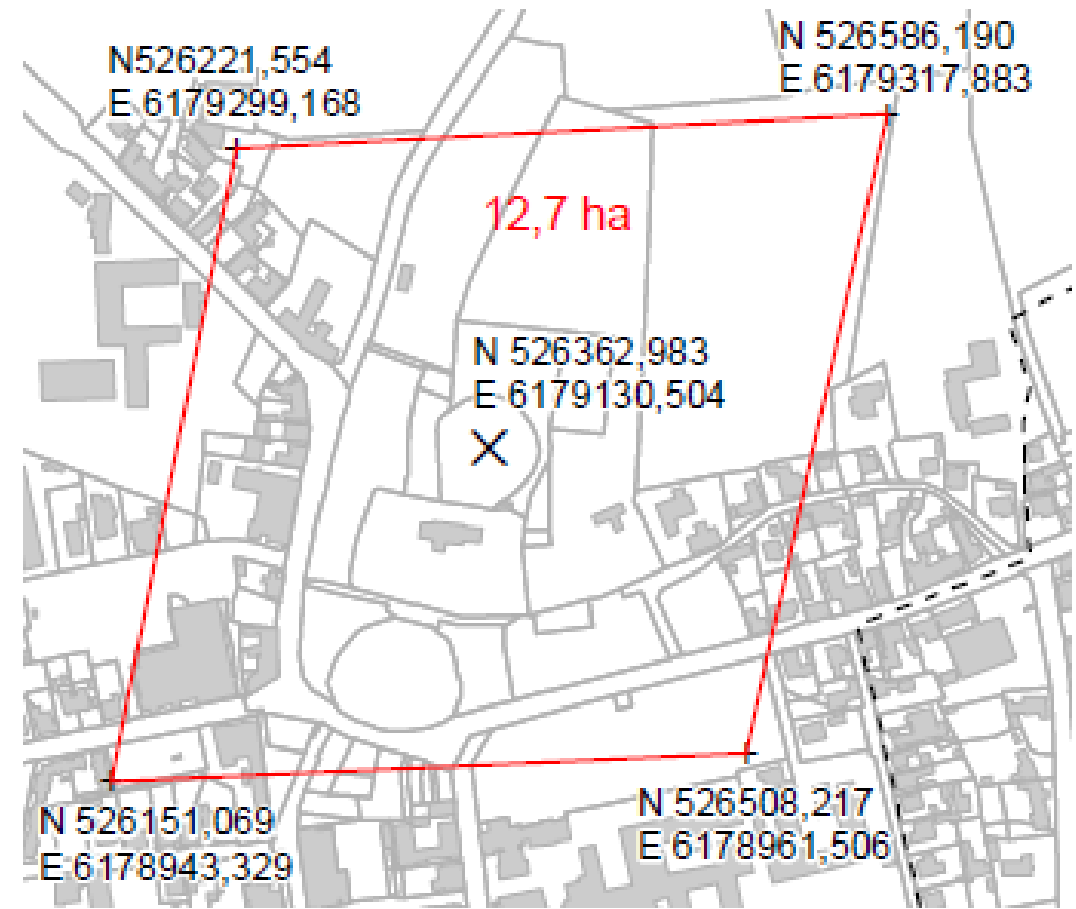 N526221,554
E 6179299,168
N 526586,190
E 6179317,883
12,7 ha
N 526362,983
E 6179130,504
N 526151,069
E 6178943,329
N 526508,217
E 6178961,506